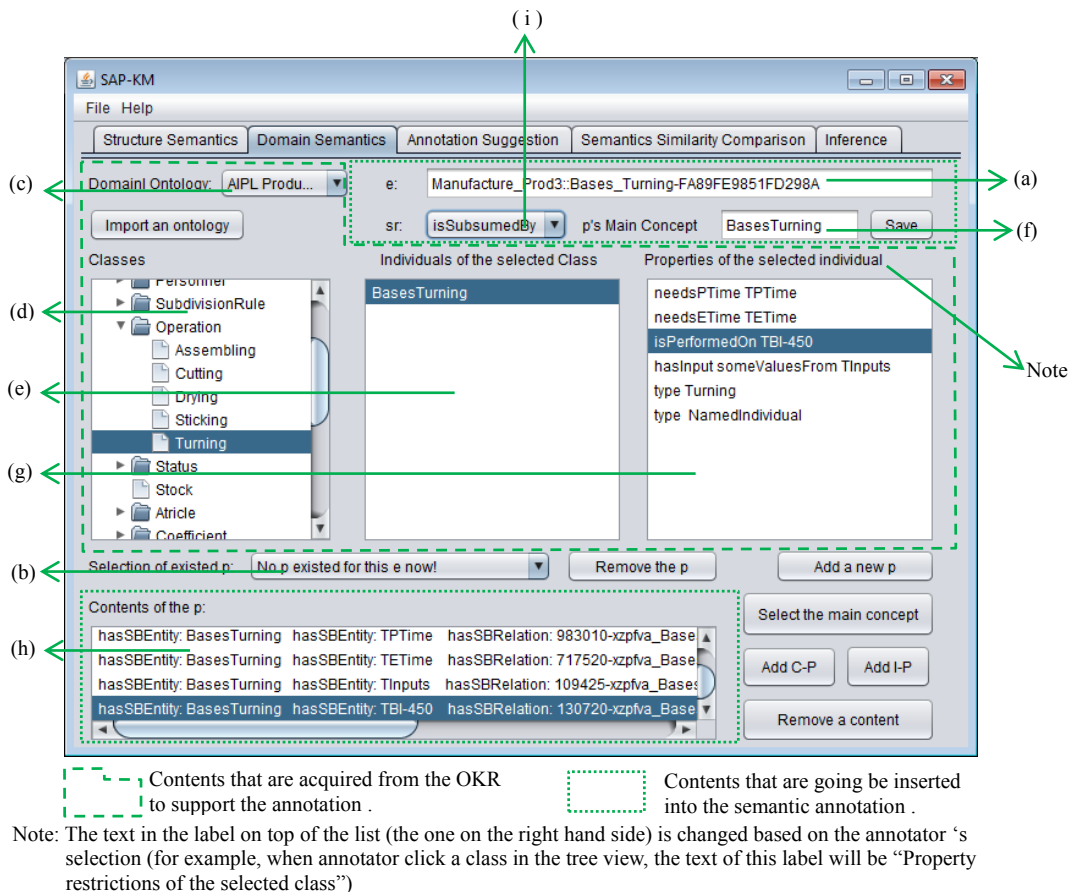 ( i )
SAP-KM
File Help
Structure Semantics Domain Semantics Annotation Suggestion Semantics Similarity Comparison Inference
(c) DomainI Ontology: AIPL Produ... e: Manufacture_Prod3::Bases_Turning-FA89FE9851FD298A (a)
Import an ontology sr: isSubsumedBy p's Main Concept BasesTurning Save (f)
Classes Individuals of the selected Class Properties of the selected individual
Personnel BasesTurning needsPTime TPTime
(d) SubdivisionRule needsETime TETime
Operation isPerformedOn TBI-450
Assembling hasInput someValuesFrom TInputs Note
Cutting type Turning
(e) Drying type NamedIndividual
Sticking
Turning
(g) Status
Stock
Atricle
Coefficient
(b) Selection of existed p: No p existed for this e now! Remove the p Add a new p
Contents of the p: Select the main concept
hasSBEntity: BasesTurning hasSBEntity: TPTime hasSBRelation: 983010-xzpfva_Base
(h) hasSBEntity: BasesTurning hasSBEntity: TETime hasSBRelation: 717520-xzpfva_Base Add C-P Add I-P
hasSBEntity: BasesTurning hasSBEntity: TInputs hasSBRelation: 109425-xzpfva_Bases
hasSBEntity: BasesTurning hasSBEntity: TBI-450 hasSBRelation: 130720-xzpfva_Base Remove a content
Contents that are acquired from the OKR
to support the annotation .
Contents that are going be inserted
into the semantic annotation .
Note: The text in the label on top of the list (the one on the right hand side) is changed based on the annotator ‘s
selection (for example, when annotator click a class in the tree view, the text of this label will be “Property
restrictions of the selected class”)